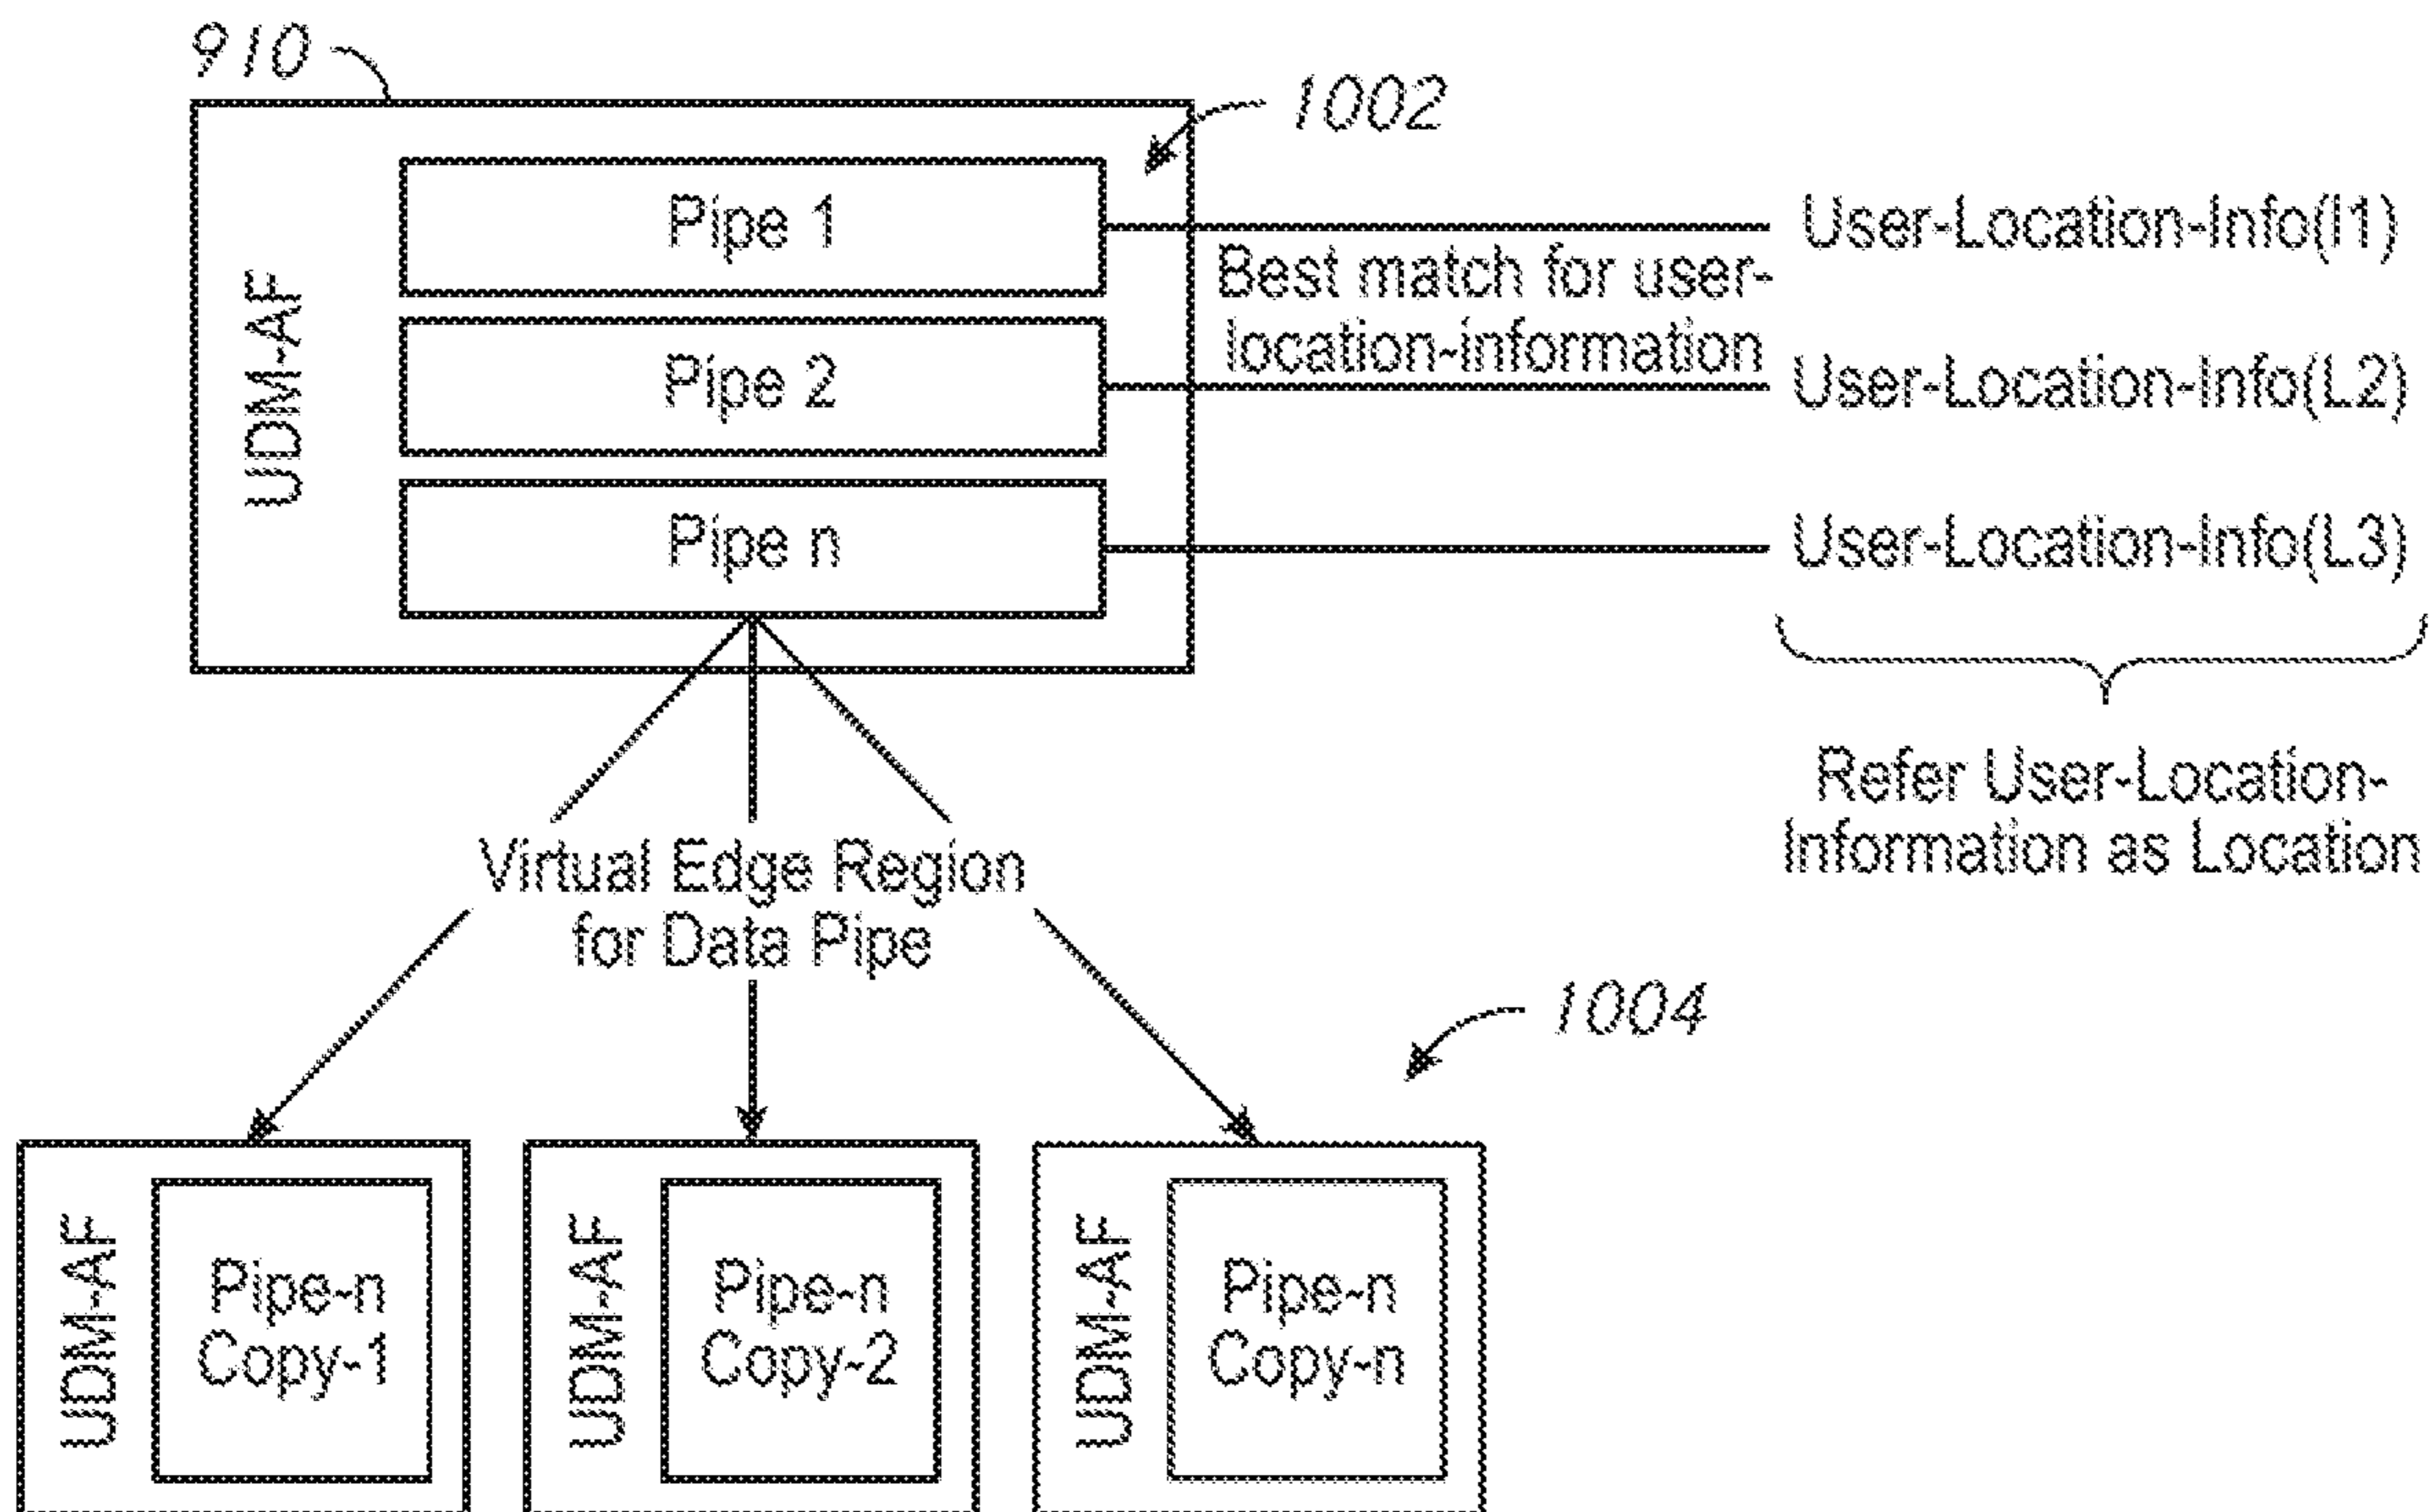 910
1002
UDM-AF
Pipe 1
Pipe 2
Pipe n
Best match for user-
location-information
User-Location-Info(l1)
User-Location-Info(L2)
User-Location-Info(L3)
Refer User-Location-
Information as Location
Virtual Edge Region
for Data Pipe
1004
UDM-AF
Pipe-n
Copy-1
UDM-AF
Pipe-n
Copy-2
UDM-AF
Pipe-n
Copy-n